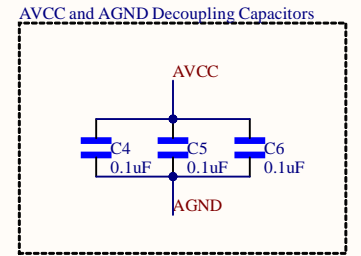 AVCC and AGND Decoupling Capacitors
AVCC
C4 C5 C6
0.1uF 0.1uF 0.1uF
AGND